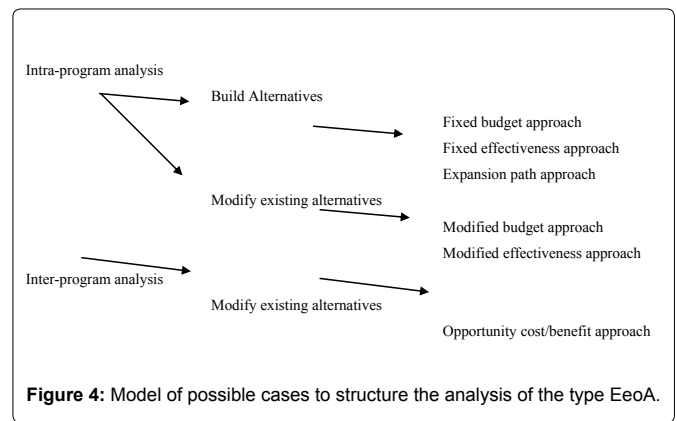 Intra-program analysis
Build Alternatives
Fixed budget approach
Fixed effectiveness approach
Expansion path approach
Modify existing alternatives
Modified budget approach
Modified effectiveness approach
Inter-program analysis
Modify existing alternatives
Opportunity cost/benefit approach
Figure 4: Model of possible cases to structure the analysis of the type EeoA.